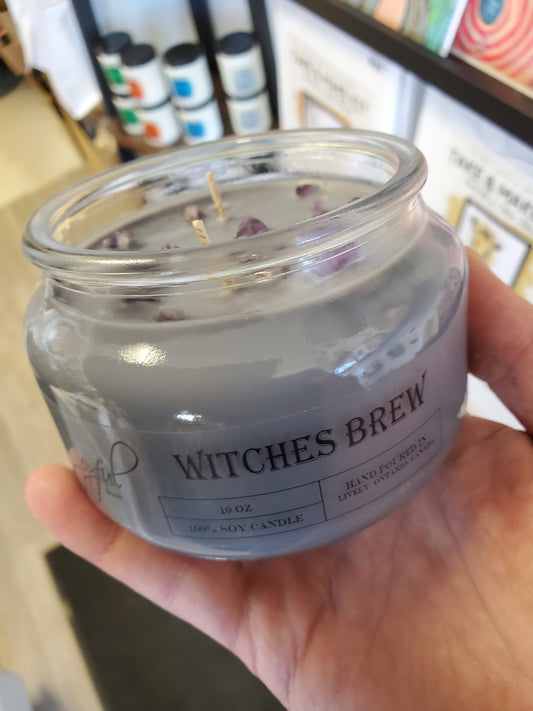 WITCHES BREW
10 OZ
100% SOY CANDLE
HAND POURED IN
LIVELY, ONTARIO, CANADA